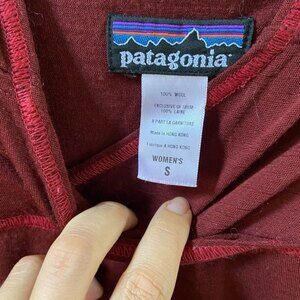 patagonia
100% WOOL
EXCLUSIVE OF TRIM
100% LAINE
À PART LA GARNITURE
Made in HONG KONG
Fabriqué À HONG KONG
WOMEN'S
S